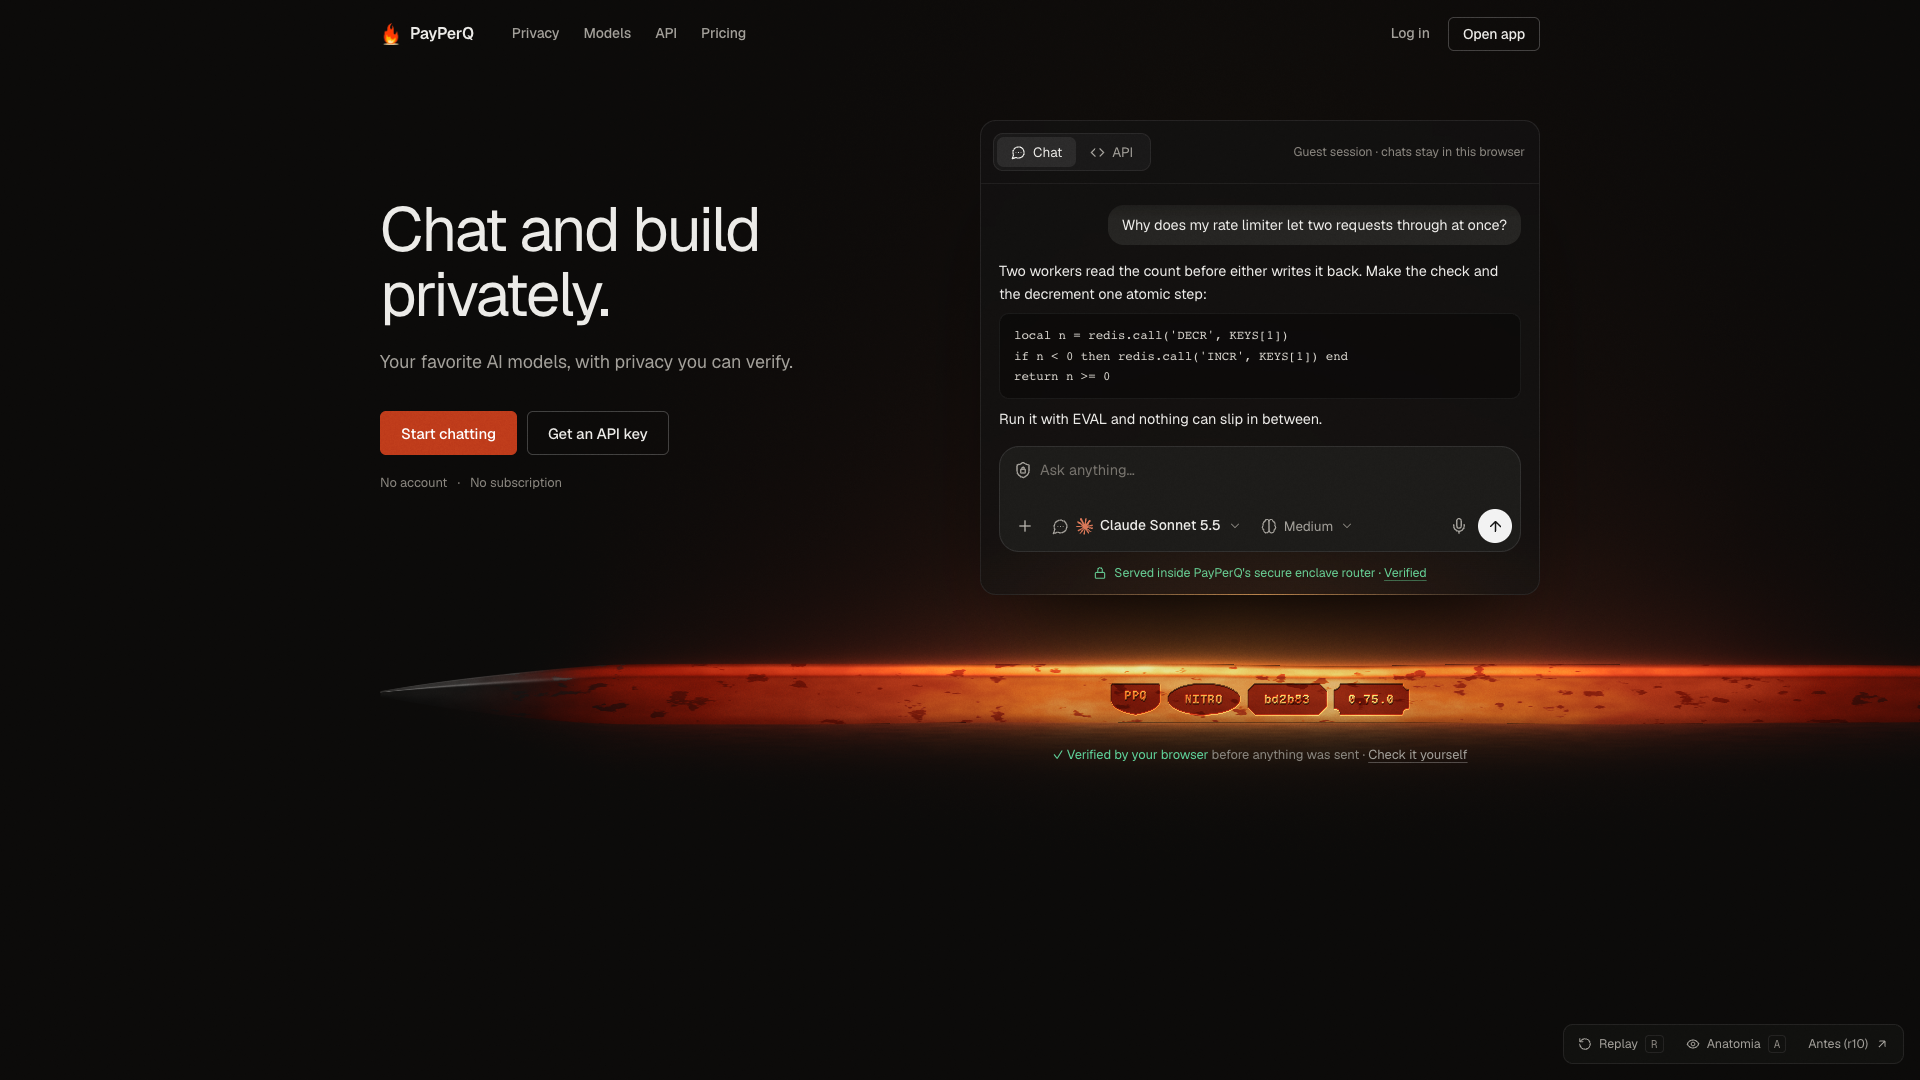 PayPerQ
Privacy
Models
API
Pricing
Log in
Open app
Chat and build
privately.
Your favorite AI models, with privacy you can verify.
Start chatting
Get an API key
No account · No subscription
Chat
API
Guest session · chats stay in this browser
Why does my rate limiter let two requests through at once?
Two workers read the count before either writes it back. Make the check and
the decrement one atomic step:
local n = redis.call('DECR', KEYS[1])
if n < 0 then redis.call('INCR', KEYS[1]) end
return n >= 0
Run it with EVAL and nothing can slip in between.
Ask anything…
Claude Sonnet 5.5
Medium
Served inside PayPerQ's secure enclave router · Verified
PPQ
NITRO
bd2b83
0.75.0
Verified by your browser before anything was sent · Check it yourself
Replay R
Anatomia A
Antes (r10)